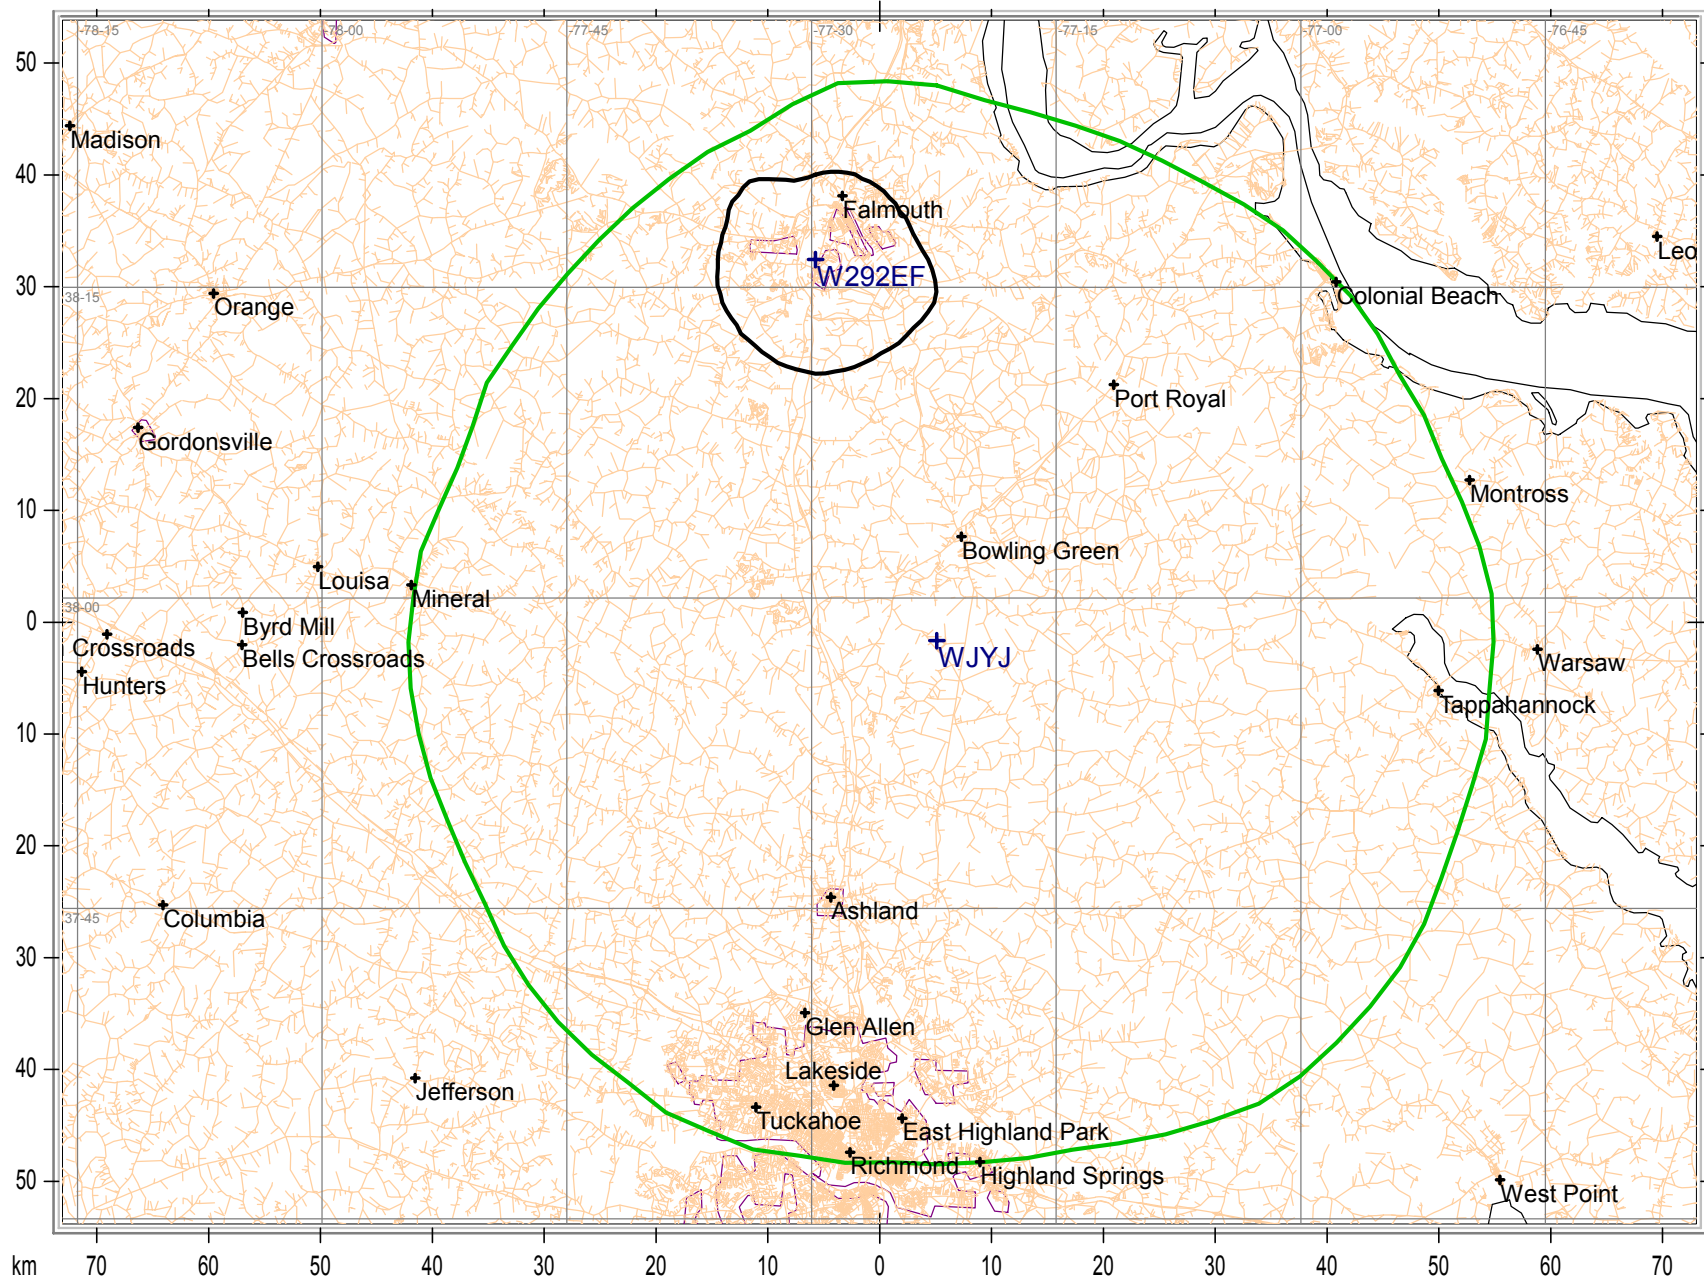 -78-15 -78-00 -77-45 -77-30 -77-15 -77-00 -76-45
50
Madison
40
Falmouth
Leo
W292EF
30
38-15
Orange
Colonial Beach
20
Port Royal
Gordonsville
Montross
10
Bowling Green
Louisa
Mineral
38-00
0
Byrd Mill
Crossroads
Bells Crossroads
WJYJ
Warsaw
Hunters
Tappahannock
10
20
Ashland
Columbia
37-45
30
Glen Allen
40
Lakeside
Jefferson
Tuckahoe
East Highland Park
Richmond
Highland Springs
50
West Point
km 70 60 50 40 30 20 10 0 10 20 30 40 50 60 70